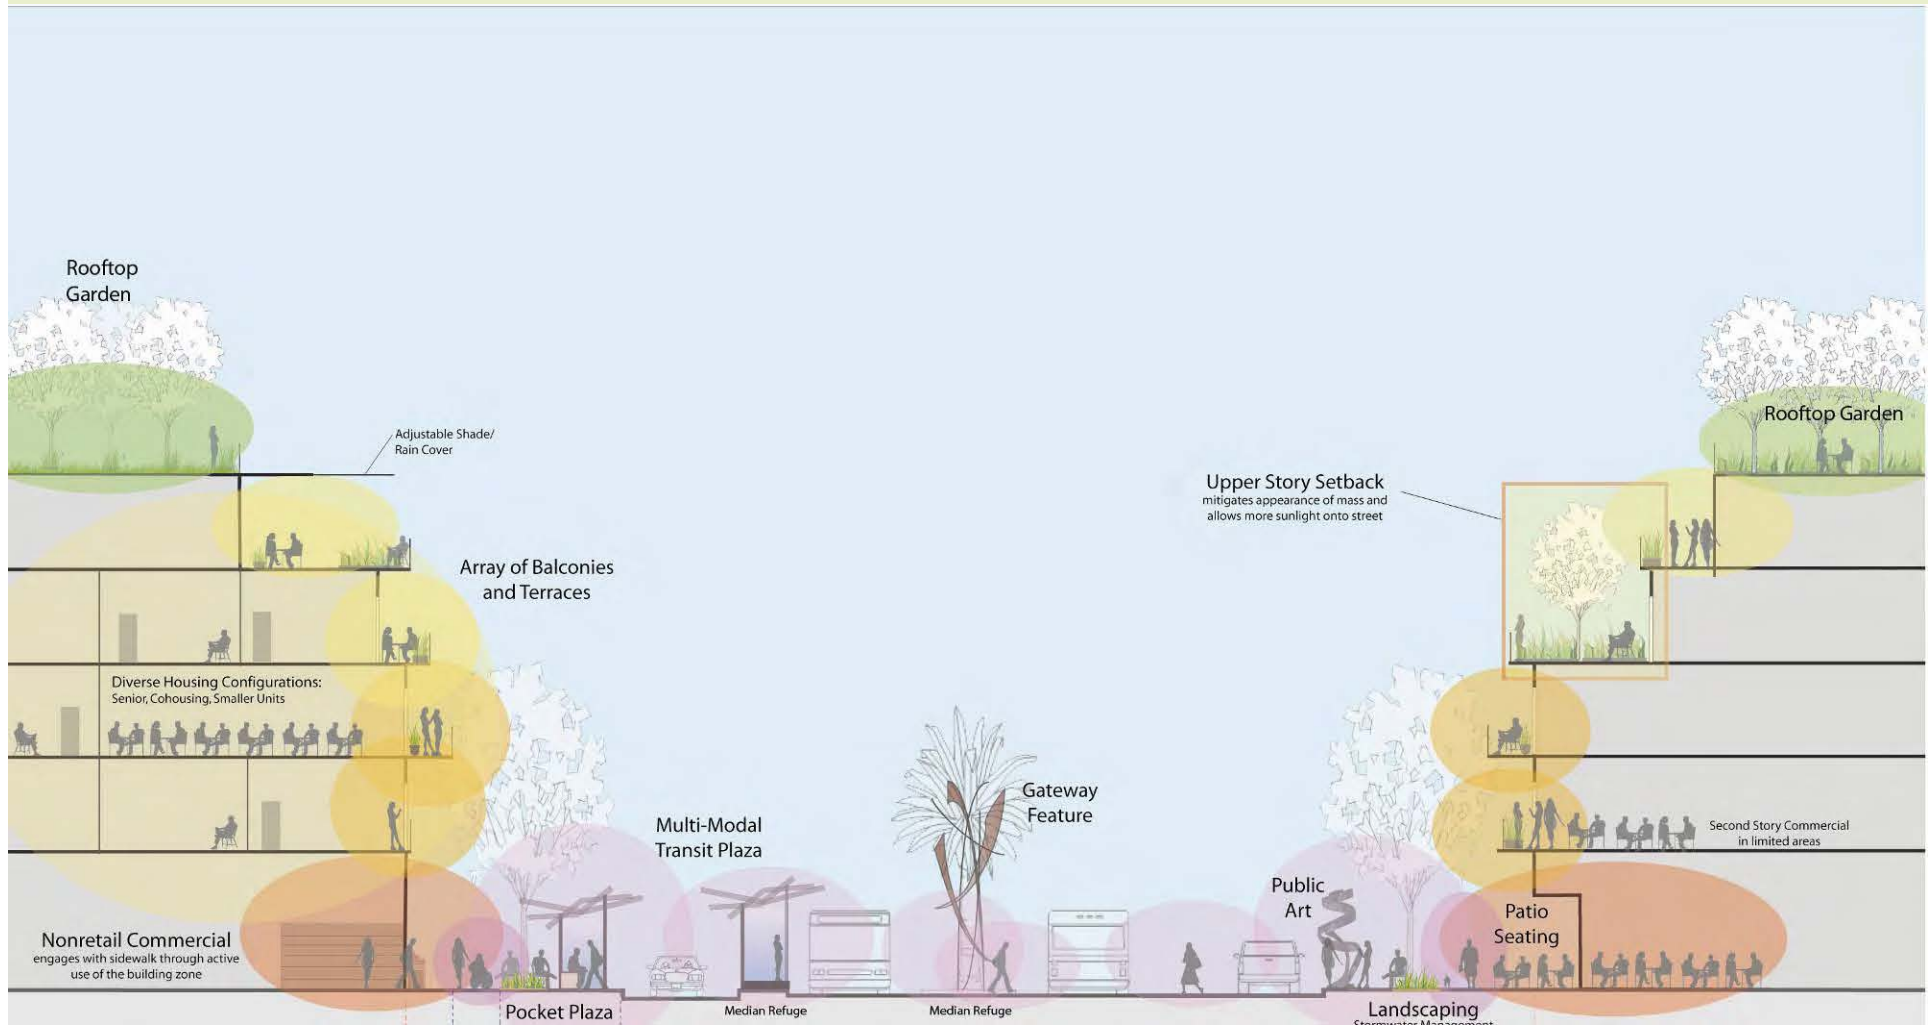 Rooftop
Garden
Adjustable Shade/
Rain Cover
Rooftop Garden
Upper Story Setback
mitigates appearance of mass and
allows more sunlight onto street
Array of Balconies
and Terraces
Diverse Housing Configurations:
Senior, Cohousing, Smaller Units
Gateway
Feature
Multi-Modal
Transit Plaza
Second Story Commercial
in limited areas
Public
Art
Patio
Seating
Nonretail Commercial
engages with sidewalk through active
use of the building zone
Pocket Plaza
Median Refuge
Median Refuge
Landscaping
Stormwater Management